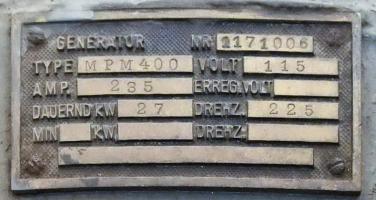 GENERATOR NR 1171006
TYPE MPM400 VOLT 115
AMP. 235 ERREG.VOLT
DAUERND KW 27 DREHZ. 225
MIN KW DREHZ.